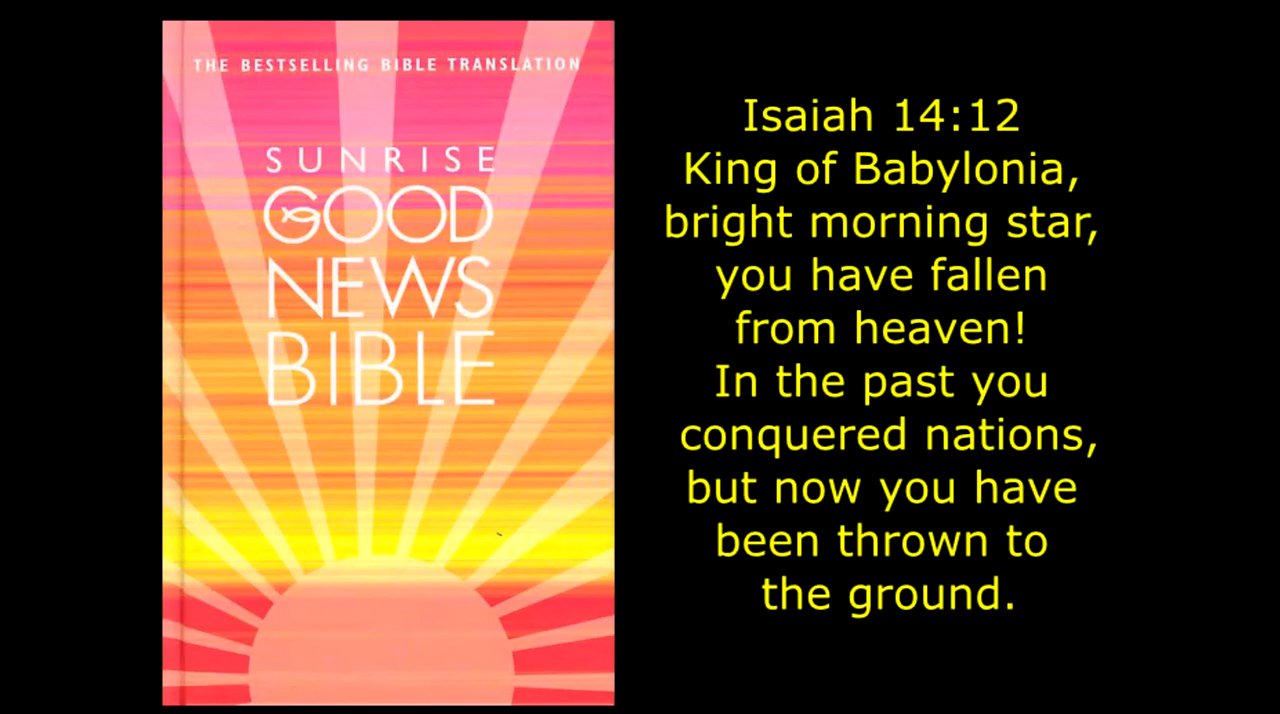 THE BESTSELLING BIBLE TRANSLATION
SUNRISE
GOOD
NEWS
BIBLE
Isaiah 14:12
King of Babylonia,
bright morning star,
you have fallen
from heaven!
In the past you
conquered nations,
but now you have
been thrown to
the ground.